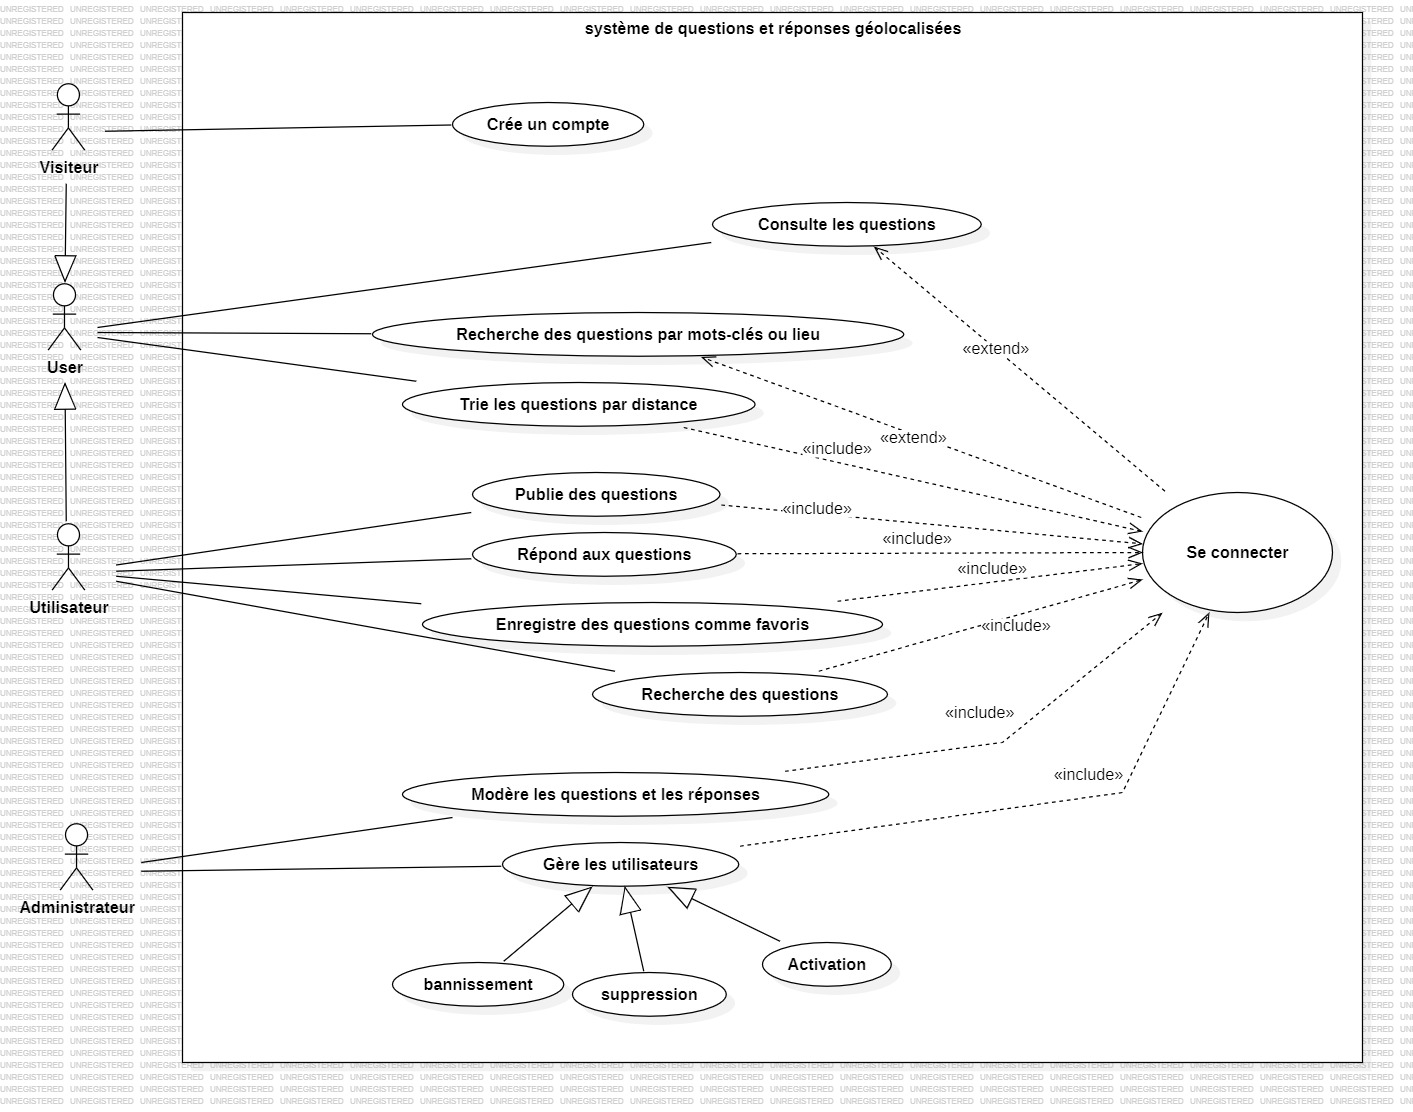 système de questions et réponses géolocalisées
Crée un compte
Visiteur
Consulte les questions
Recherche des questions par mots-clés ou lieu
«extend»
User
Trie les questions par distance
«extend»
«include»
Publie des questions
«include»
Répond aux questions
«include»
Se connecter
«include»
Utilisateur
Enregistre des questions comme favoris
«include»
Recherche des questions
«include»
«include»
Modère les questions et les réponses
Gère les utilisateurs
Administrateur
Activation
bannissement
suppression
UNREGISTERED